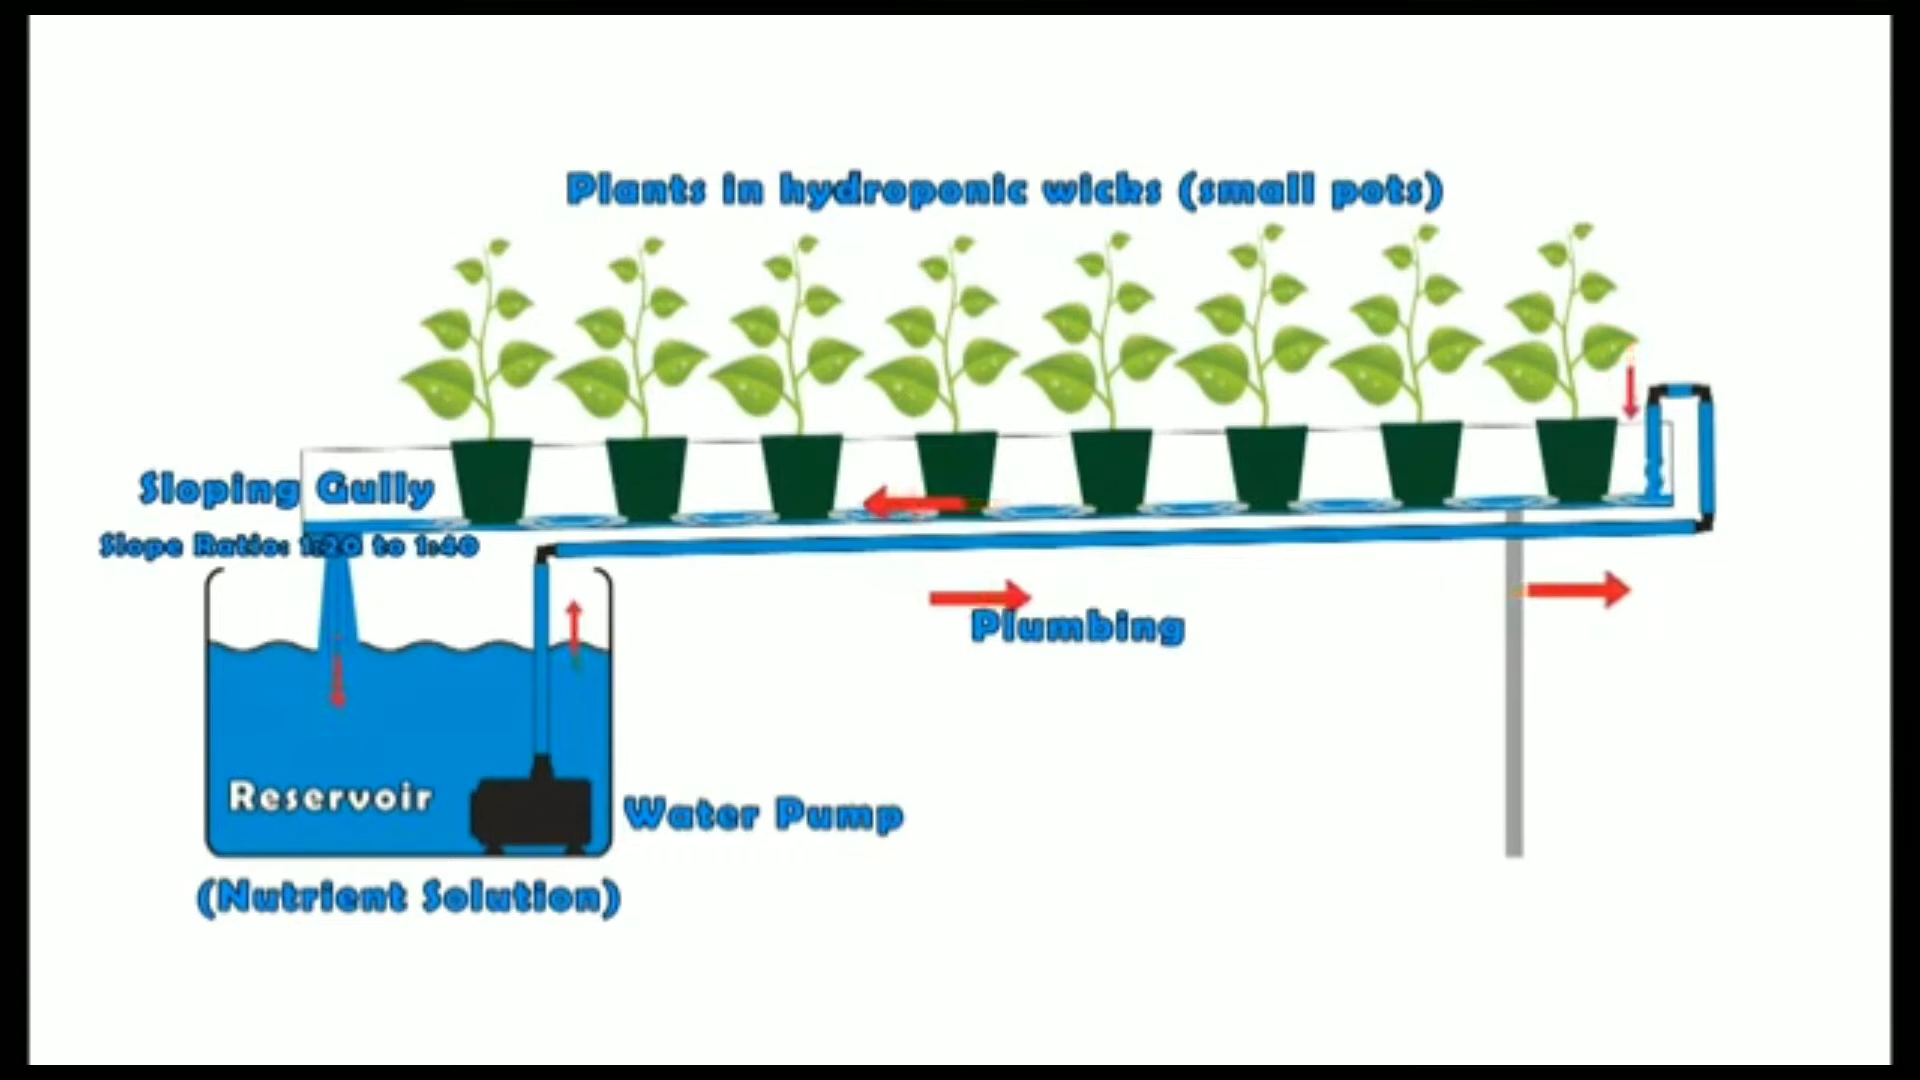 Plants in hydroponic wicks (small pots)
Sloping Gully
Slope Ratio: 1:20 to 1:40
Plumbing
Reservoir
Water Pump
(Nutrient Solution)